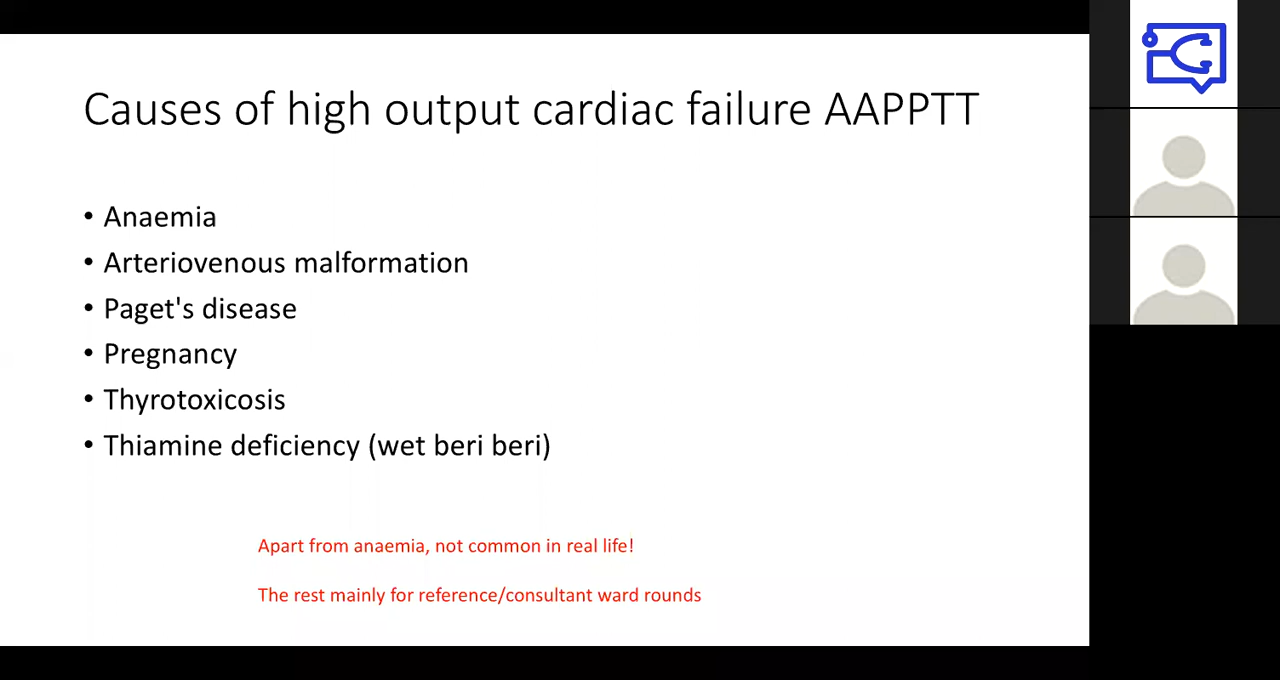 Causes of high output cardiac failure AAPPTT
• Anaemia
• Arteriovenous malformation
• Paget's disease
• Pregnancy
• Thyrotoxicosis
• Thiamine deficiency (wet beri beri)
Apart from anaemia, not common in real life!
The rest mainly for reference/consultant ward rounds